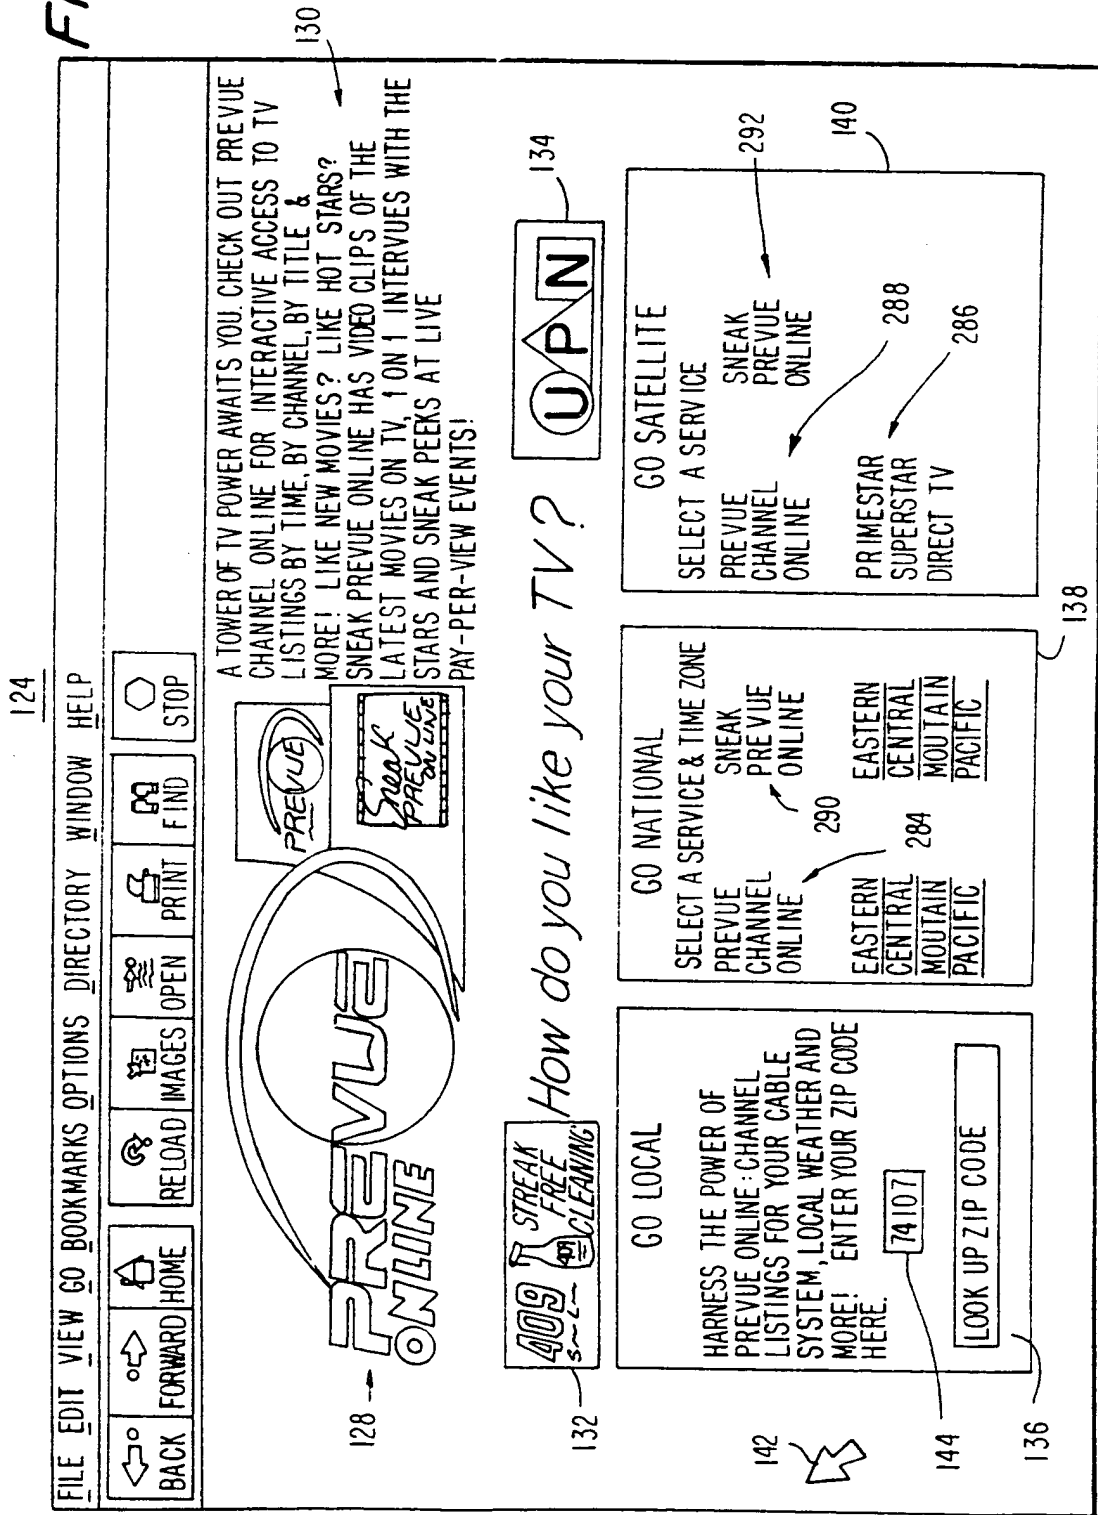 124
FILE EDIT VIEW GO BOOKMARKS OPTIONS DIRECTORY WINDOW HELP
BACK FORWARD HOME RELOAD IMAGES OPEN PRINT FIND STOP
128
PREVUE
ONLINE
PREVUE
Sneak
PREVUE
ON LINE
A TOWER OF TV POWER AWAITS YOU. CHECK OUT PREVUE
CHANNEL ONLINE FOR INTERACTIVE ACCESS TO TV
LISTINGS BY TIME, BY CHANNEL, BY TITLE &
MORE! LIKE NEW MOVIES? LIKE HOT STARS?
SNEAK PREVUE ONLINE HAS VIDEO CLIPS OF THE
LATEST MOVIES ON TV, 1 ON 1 INTERVUES WITH THE
STARS AND SNEAK PEEKS AT LIVE
PAY-PER-VIEW EVENTS!
130
132
409
STREAK
FREE
CLEANING
409
How do you like your TV?
UPN
134
142
GO LOCAL
HARNESS THE POWER OF
PREVUE ONLINE: CHANNEL
LISTINGS FOR YOUR CABLE
SYSTEM, LOCAL WEATHER AND
MORE! ENTER YOUR ZIP CODE
HERE.
74107
144
LOOK UP ZIP CODE
136
GO NATIONAL
SELECT A SERVICE & TIME ZONE
PREVUE
CHANNEL
ONLINE
284
EASTERN
CENTRAL
MOUTAIN
PACIFIC
SNEAK
PREVUE
ONLINE
290
EASTERN
CENTRAL
MOUTAIN
PACIFIC
138
GO SATELLITE
SELECT A SERVICE
PREVUE
CHANNEL
ONLINE
288
SNEAK
PREVUE
ONLINE
292
PRIMESTAR
SUPERSTAR
DIRECT TV
286
140